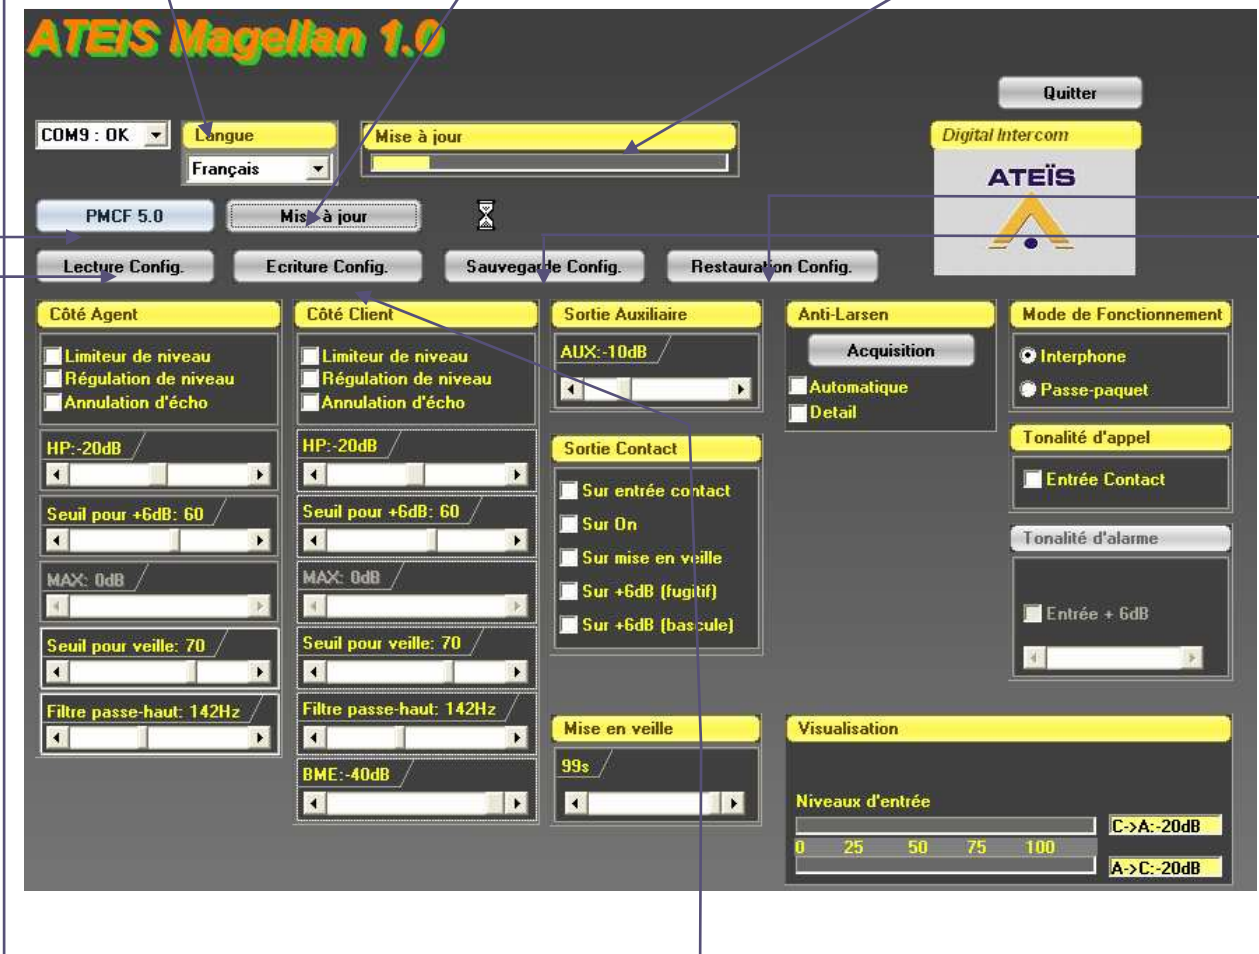 ATEIS Magellan 1.0
Quitter
COM9 : OK
Langue
Mise à jour
Digital Intercom
Français
ATEÏS
PMCF 5.0
Mise à jour
Lecture Config.
Ecriture Config.
Sauvegarde Config.
Restauration Config.
Côté Agent
Limiteur de niveau
Régulation de niveau
Annulation d'écho
HP:-20dB
Seuil pour +6dB: 60
MAX: 0dB
Seuil pour veille: 70
Filtre passe-haut: 142Hz
Côté Client
Limiteur de niveau
Régulation de niveau
Annulation d'écho
HP:-20dB
Seuil pour +6dB: 60
MAX: 0dB
Seuil pour veille: 70
Filtre passe-haut: 142Hz
BME:-40dB
Sortie Auxiliaire
AUX:-10dB
Sortie Contact
Sur entrée contact
Sur On
Sur mise en veille
Sur +6dB (fugitif)
Sur +6dB (bascule)
Mise en veille
99s
Anti-Larsen
Acquisition
Automatique
Detail
Mode de Fonctionnement
Interphone
Passe-paquet
Tonalité d'appel
Entrée Contact
Tonalité d'alarme
Entrée + 6dB
Visualisation
Niveaux d'entrée
C->A:-20dB
0 25 50 75 100
A->C:-20dB